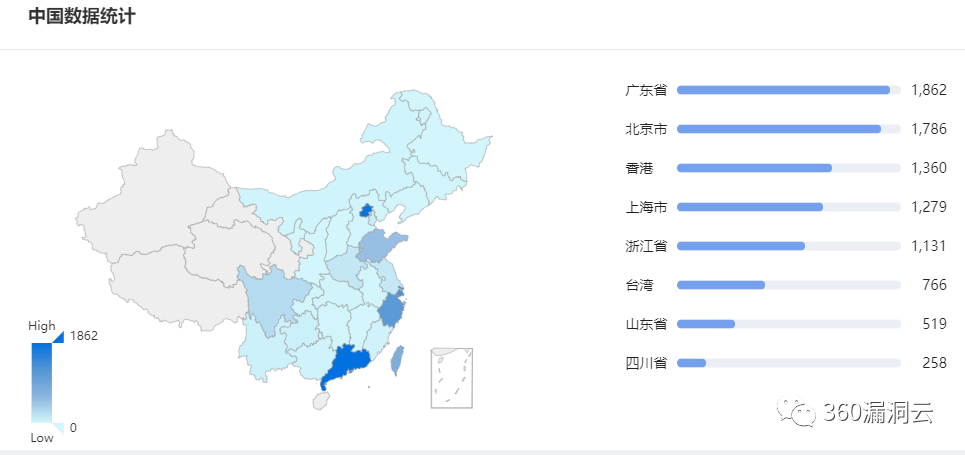 中国数据统计
广东省 1,862
北京市 1,786
香港 1,360
上海市 1,279
浙江省 1,131
台湾 766
山东省 519
四川省 258
High
1862
0
Low
360漏洞云